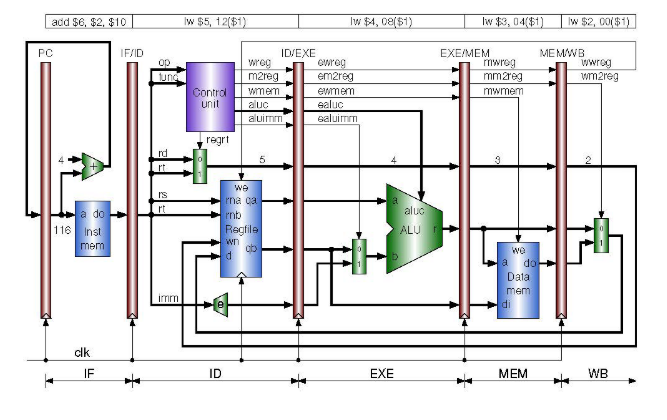 add $6, $2, $10 lw $5, 12($1) lw $4, 08($1) lw $3, 04($1) lw $2, 00($1)
PC IF/ID ID/EXE EXE/MEM MEM/WB
op wreg ewreg mwreg wwreg
func m2reg em2reg mm2reg wm2reg
Control unit
wmem ewmem mwmem
aluc ealuc
aluimm ealuimm
regrt
4 + rd 0 5 4 3 2
rt 1
we
rs rna qa a aluc
a do rt rnb ALU r 0
116 Inst mem Regfile we 1
wn qb 0 b a do
d 1 Data mem
imm e di
clk
IF ID EXE MEM WB